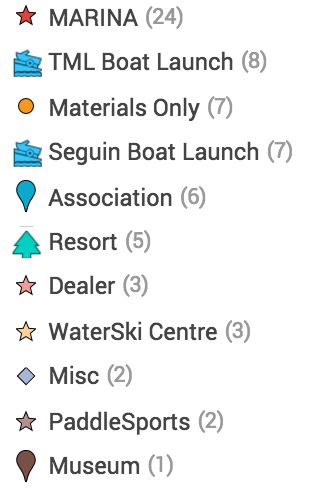 MARINA (24)
TML Boat Launch (8)
Materials Only (7)
Seguin Boat Launch (7)
Association (6)
Resort (5)
Dealer (3)
WaterSki Centre (3)
Misc (2)
PaddleSports (2)
Museum (1)